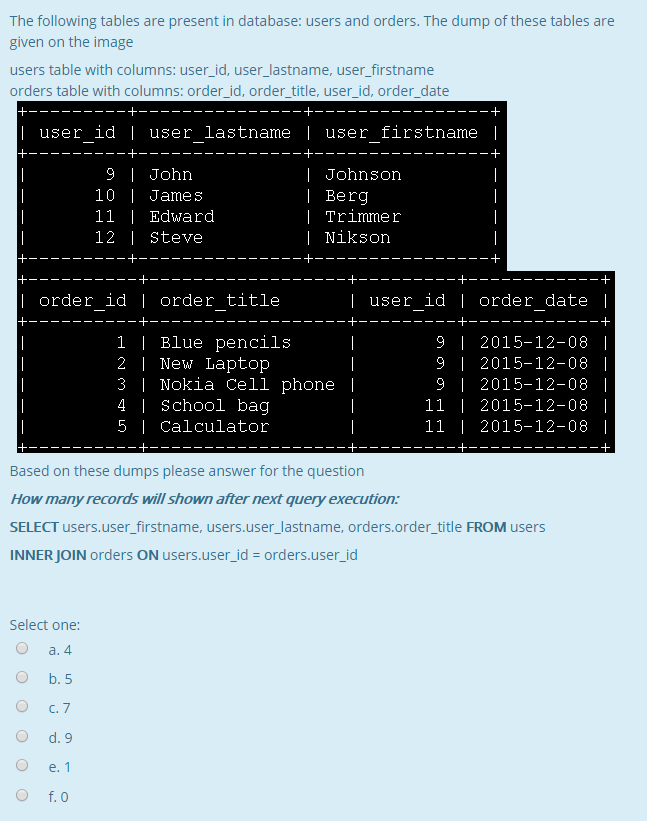 The following tables are present in database: users and orders. The dump of these tables are
given on the image
users table with columns: user_id, user_lastname, user_firstname
orders table with columns: order_id, order_title, user_id, order_date
+---------+---------------+----------------+
| user_id | user_lastname | user_firstname |
+---------+---------------+----------------+
|       9 | John          | Johnson        |
|      10 | James         | Berg           |
|      11 | Edward        | Trimmer        |
|      12 | Steve         | Nikson         |
+---------+---------------+----------------+
+----------+------------------+---------+------------+
| order_id | order_title      | user_id | order_date |
+----------+------------------+---------+------------+
|        1 | Blue pencils     |       9 | 2015-12-08 |
|        2 | New Laptop       |       9 | 2015-12-08 |
|        3 | Nokia Cell phone |       9 | 2015-12-08 |
|        4 | School bag       |      11 | 2015-12-08 |
|        5 | Calculator       |      11 | 2015-12-08 |
+----------+------------------+---------+------------+
Based on these dumps please answer for the question
How many records will shown after next query execution:
SELECT users.user_firstname, users.user_lastname, orders.order_title FROM users
INNER JOIN orders ON users.user_id = orders.user_id
Select one:
a. 4
b. 5
c. 7
d. 9
e. 1
f. 0